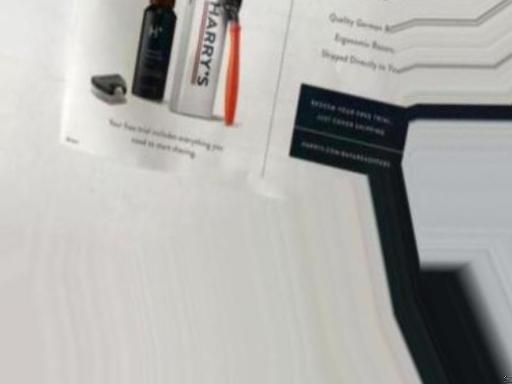 HARRY'S
Your free trial includes everything you
need to start shaving.
Quality German
Ergonomic Razors
Shipped Directly to You
REDEEM YOUR FREE TRIAL,
JUST COVER SHIPPING